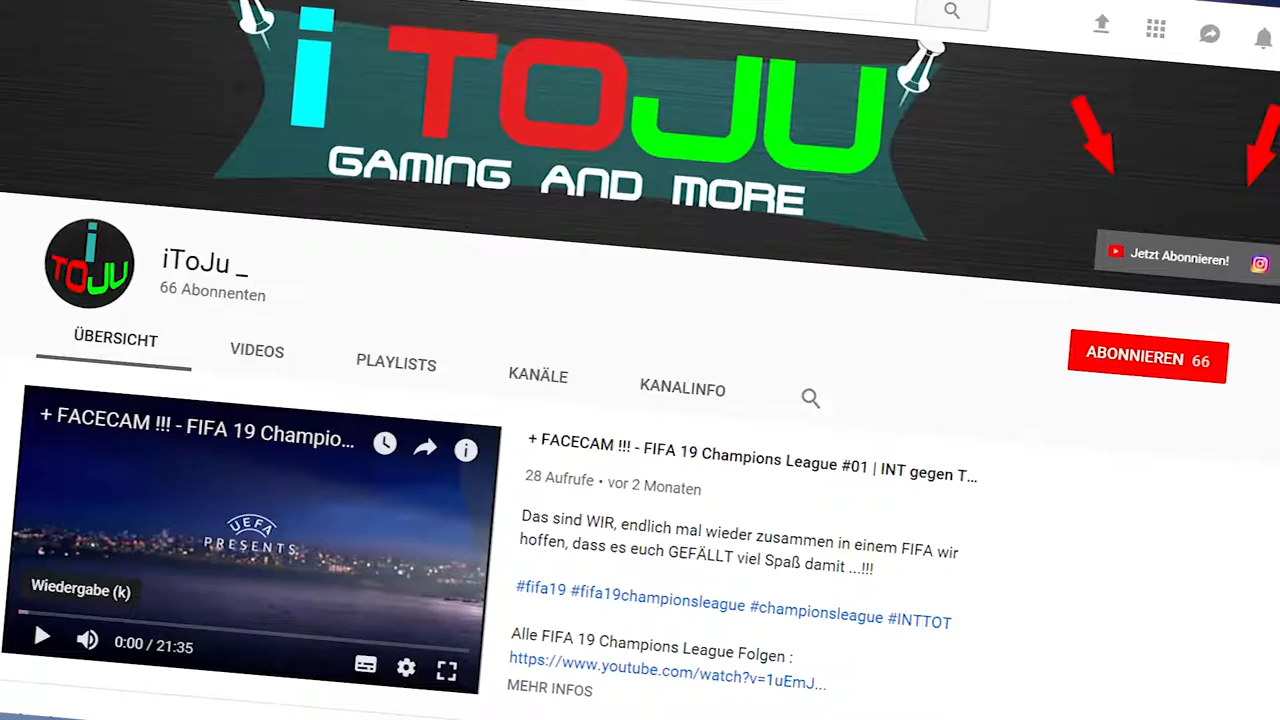 i TOJU
GAMING AND MORE
Jetzt Abonnieren!
i
TOJU
iToJu _
66 Abonnenten
ABONNIEREN 66
ÜBERSICHT
VIDEOS
PLAYLISTS
KANÄLE
KANALINFO
+ FACECAM !!! - FIFA 19 Champio...
UEFA
PRESENTS
Wiedergabe (k)
0:00 / 21:35
+ FACECAM !!! - FIFA 19 Champions League #01 | INT gegen T...
28 Aufrufe • vor 2 Monaten
Das sind WIR, endlich mal wieder zusammen in einem FIFA wir
hoffen, dass es euch GEFÄLLT viel Spaß damit ...!!!
#fifa19 #fifa19championsleague #championsleague #INTTOT
Alle FIFA 19 Champions League Folgen :
https://www.youtube.com/watch?v=1uEmJ...
MEHR INFOS